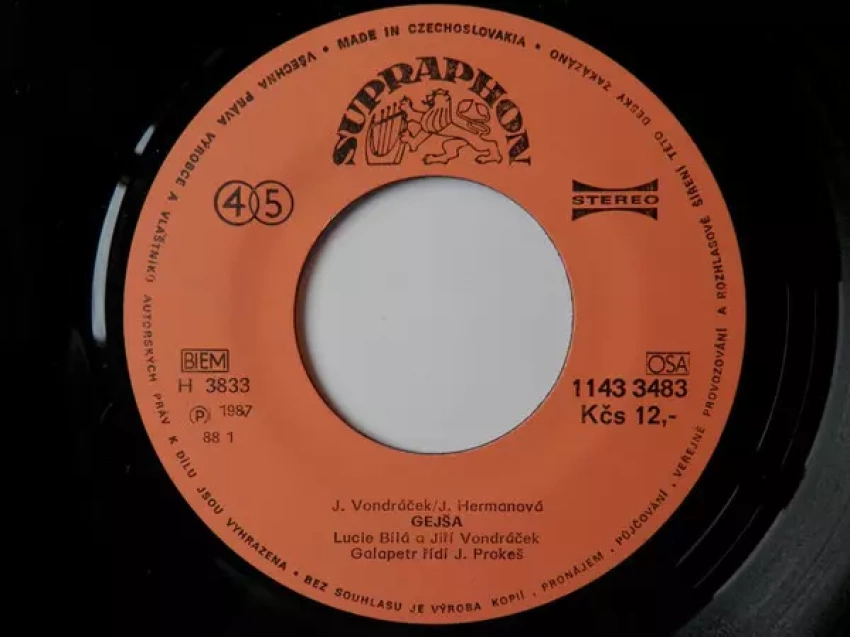 VŠECHNA PRÁVA VÝROBCE A VLASTNÍKŮ AUTORSKÝCH PRÁV K DÍLU JSOU VYHRAZENA • BEZ SOUHLASU JE VÝROBA KOPIÍ, PRONÁJEM, PŮJČOVÁNÍ, VEŘEJNÉ PROVOZOVÁNÍ A ROZHLASOVÉ ŠÍŘENÍ TÉTO DESKY ZAKÁZÁNO • MADE IN CZECHOSLOVAKIA •
SUPRAPHON
45
STEREO
BIEM
OSA
H 3833
1143 3483
Ⓟ 1987
Kčs 12,-
88 1
J. Vondráček/J. Hermanová
GEJŠA
Lucie Bílá a Jiří Vondráček
Galapetr řídí J. Prokeš